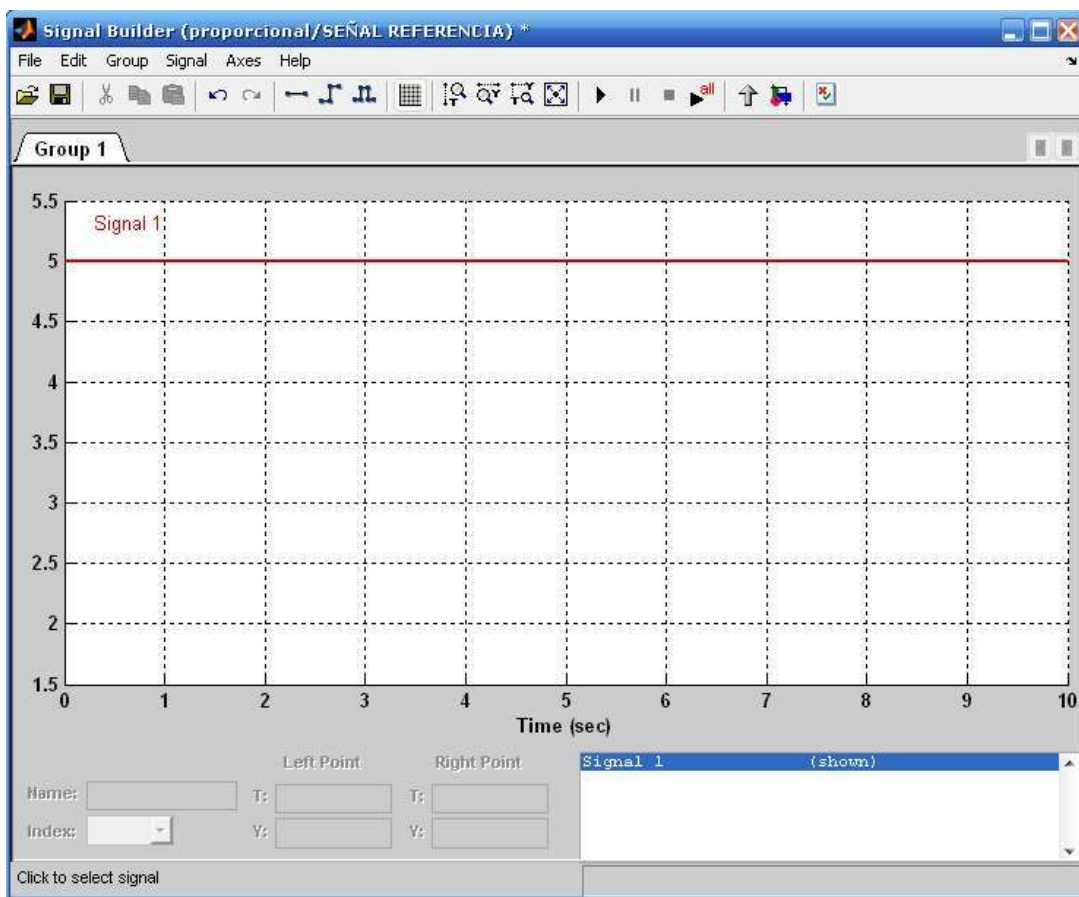 Signal Builder (proporcional/SEÑAL REFERENCIA) *
File Edit Group Signal Axes Help
all
Group 1
5.5
Signal 1
5
4.5
4
3.5
3
2.5
2
1.5
0 1 2 3 4 5 6 7 8 9 10
Time (sec)
Left Point Right Point
Signal 1 (shown)
Name: T: T:
Index: Y: Y:
Click to select signal